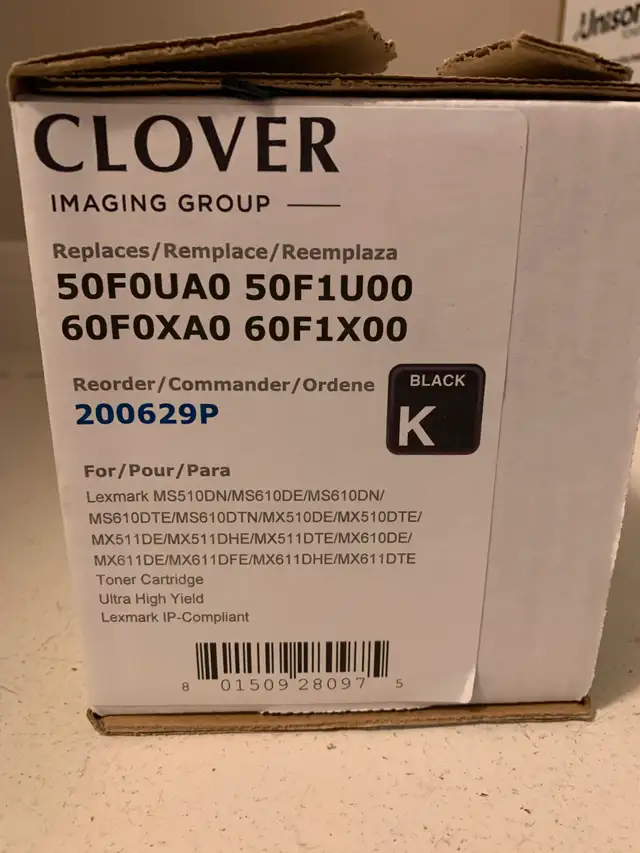 Unison
CLOVER
IMAGING GROUP
Replaces/Remplace/Reemplaza
50F0UA0 50F1U00
60F0XA0 60F1X00
Reorder/Commander/Ordene
200629P
BLACK
K
For/Pour/Para
Lexmark MS510DN/MS610DE/MS610DN/
MS610DTE/MS610DTN/MX510DE/MX510DTE/
MX511DE/MX511DHE/MX511DTE/MX610DE/
MX611DE/MX611DFE/MX611DHE/MX611DTE
Toner Cartridge
Ultra High Yield
Lexmark IP-Compliant
8 01509 28097 5